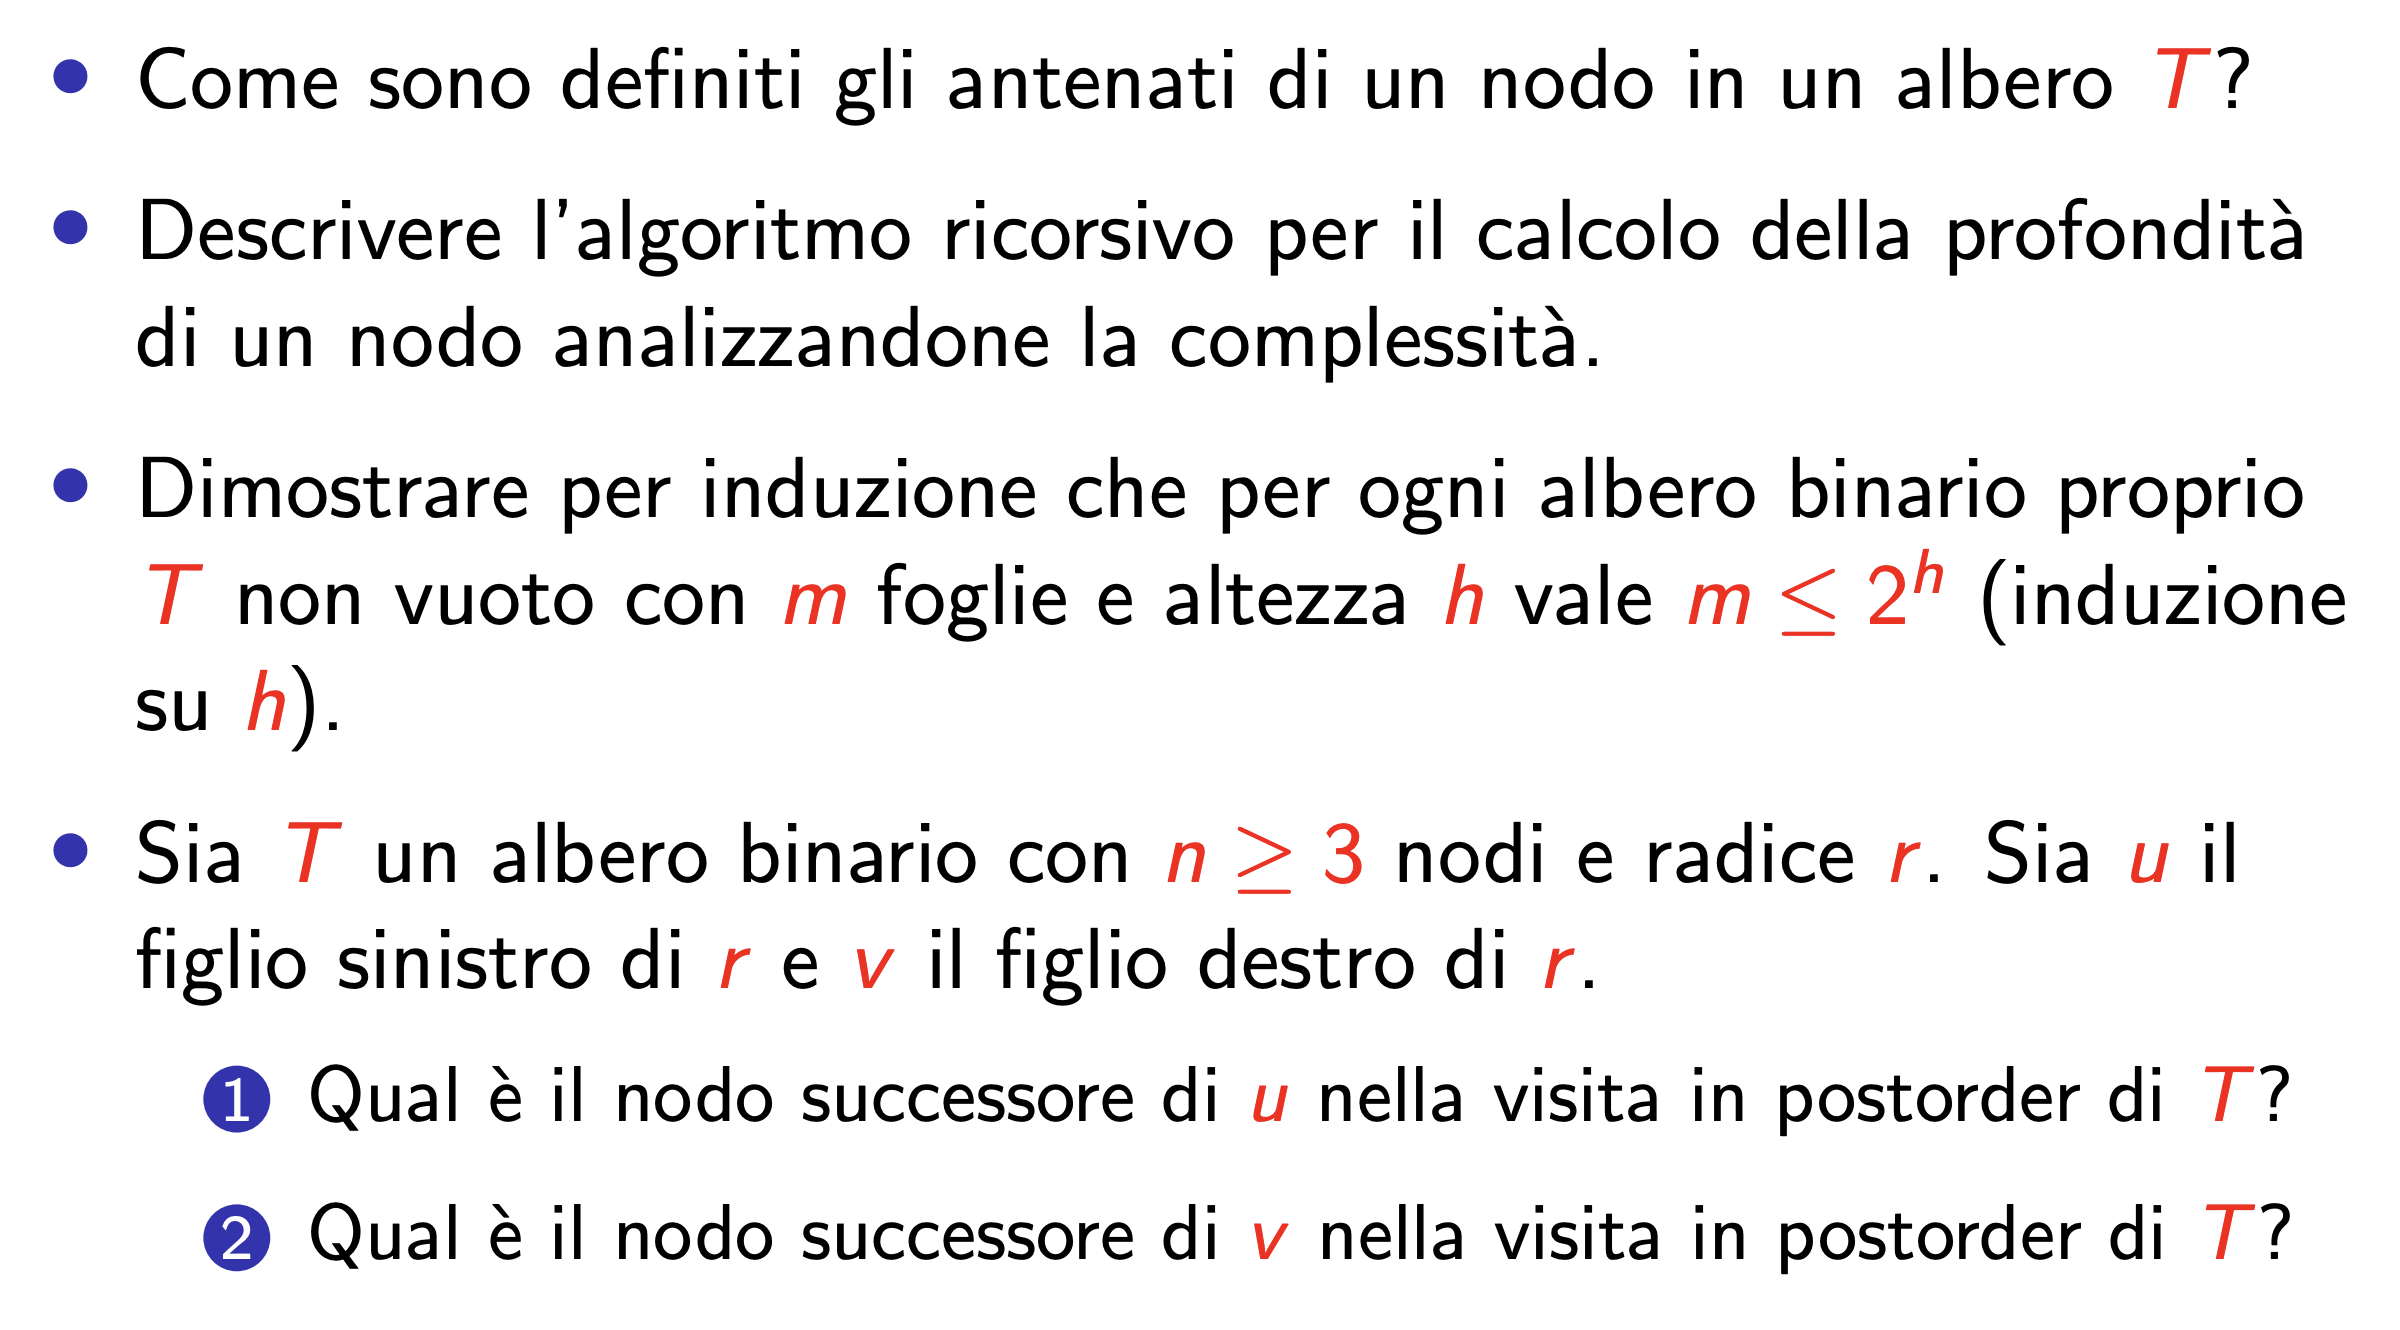 • Come sono definiti gli antenati di un nodo in un albero T?
• Descrivere l'algoritmo ricorsivo per il calcolo della profondità
di un nodo analizzandone la complessità.
• Dimostrare per induzione che per ogni albero binario proprio
T non vuoto con m foglie e altezza h vale m ≤ 2^h (induzione
su h).
• Sia T un albero binario con n ≥ 3 nodi e radice r. Sia u il
figlio sinistro di r e v il figlio destro di r.
1 Qual è il nodo successore di u nella visita in postorder di T?
2 Qual è il nodo successore di v nella visita in postorder di T?